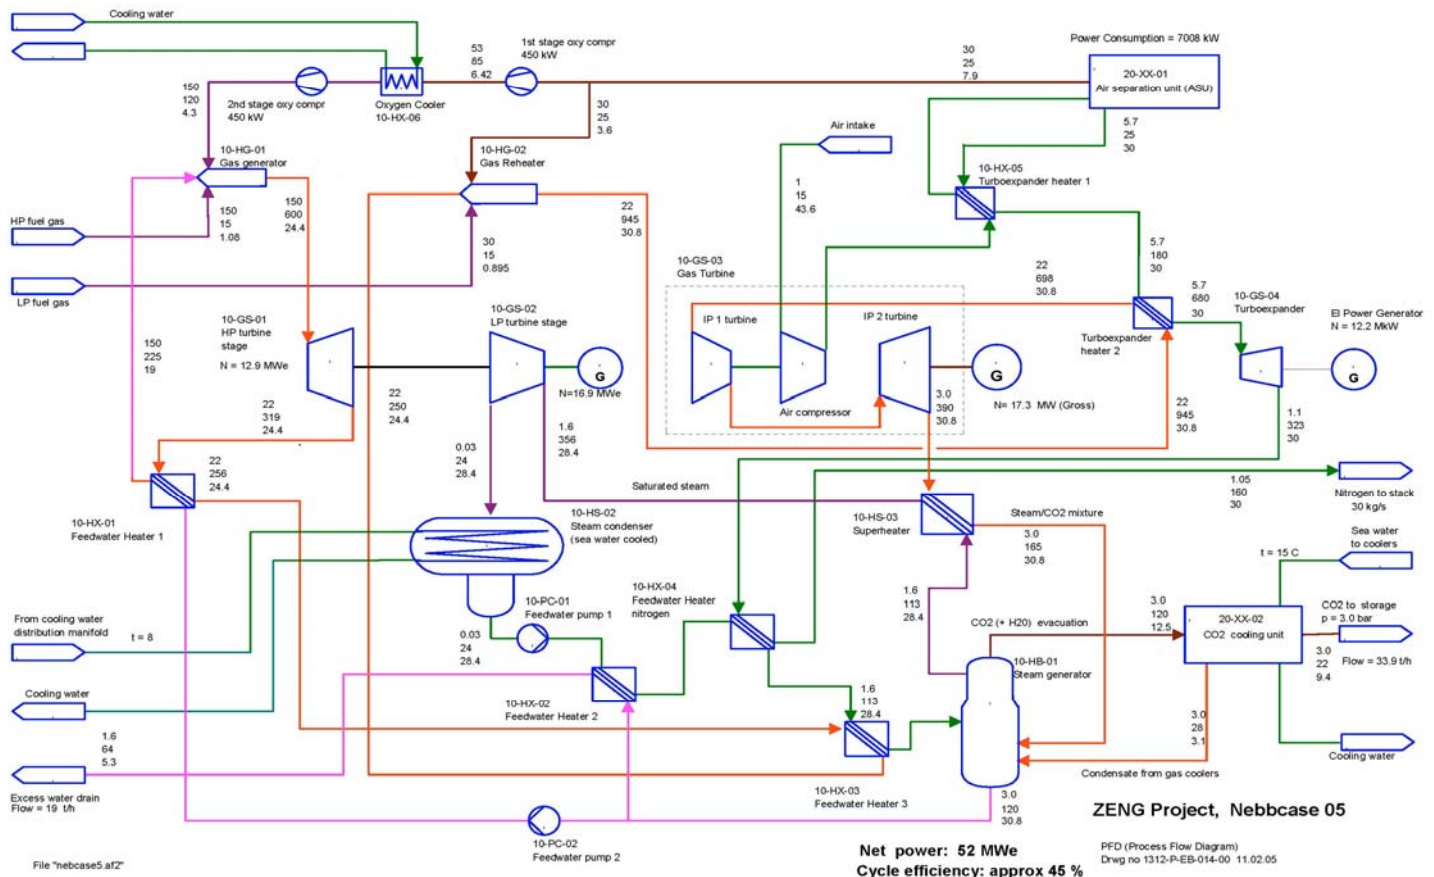 Cooling water
53
85
6.42
1st stage oxy compr
450 kW
30
25
7.9
Power Consumption = 7008 kW
20-XX-01
Air separation unit (ASU)
150
120
4.3
2nd stage oxy compr
450 kW
Oxygen Cooler
10-HX-06
30
25
3.6
Air intake
5.7
25
30
10-HG-01
Gas generator
10-HG-02
Gas Reheater
10-HX-05
Turboexpander heater 1
1
15
43.6
HP fuel gas
150
15
1.08
150
600
24.4
22
945
30.8
30
15
0.895
LP fuel gas
10-GS-03
Gas Turbine
22
698
30.8
5.7
180
30
5.7
680
30
10-GS-04
Turboexpander
El Power Generator
N = 12.2 MkW
10-GS-01
HP turbine
stage
N = 12.9 MWe
10-GS-02
LP turbine stage
IP 1 turbine
IP 2 turbine
Turboexpander
heater 2
150
225
19
G
G
G
N=16.9 MWe
22
250
24.4
Air compressor
3.0
390
30.8
N= 17.3 MW (Gross)
22
945
30.8
1.1
323
30
22
319
24.4
0.03
24
28.4
1.6
356
28.4
22
256
24.4
Saturated steam
1.05
160
30
Nitrogen to stack
30 kg/s
10-HX-01
Feedwater Heater 1
10-HS-02
Steam condenser
(sea water cooled)
10-HS-03
Superheater
Steam/CO2 mixture
3.0
165
30.8
Sea water
to coolers
t = 15 C
10-PC-01
Feedwater pump 1
10-HX-04
Feedwater Heater
nitrogen
1.6
113
28.4
CO2 (+ H20) evacuation
3.0
120
12.5
20-XX-02
CO2 cooling unit
CO2 to storage
p = 3.0 bar
3.0
22
9.4
Flow = 33.9 t/h
From cooling water
distribution manifold
t = 8
0.03
24
28.4
10-HB-01
Steam generator
Cooling water
10-HX-02
Feedwater Heater 2
1.6
113
28.4
3.0
28
3.1
1.6
64
5.3
Cooling water
Excess water drain
Flow = 19 t/h
10-HX-03
Feedwater Heater 3
Condensate from gas coolers
3.0
120
30.8
10-PC-02
Feedwater pump 2
ZENG Project, Nebbcase 05
Net power: 52 MWe
Cycle efficiency: approx 45 %
PFD (Process Flow Diagram)
Drwg no 1312-P-EB-014-00 11.02.05
File "nebcase5.af2"